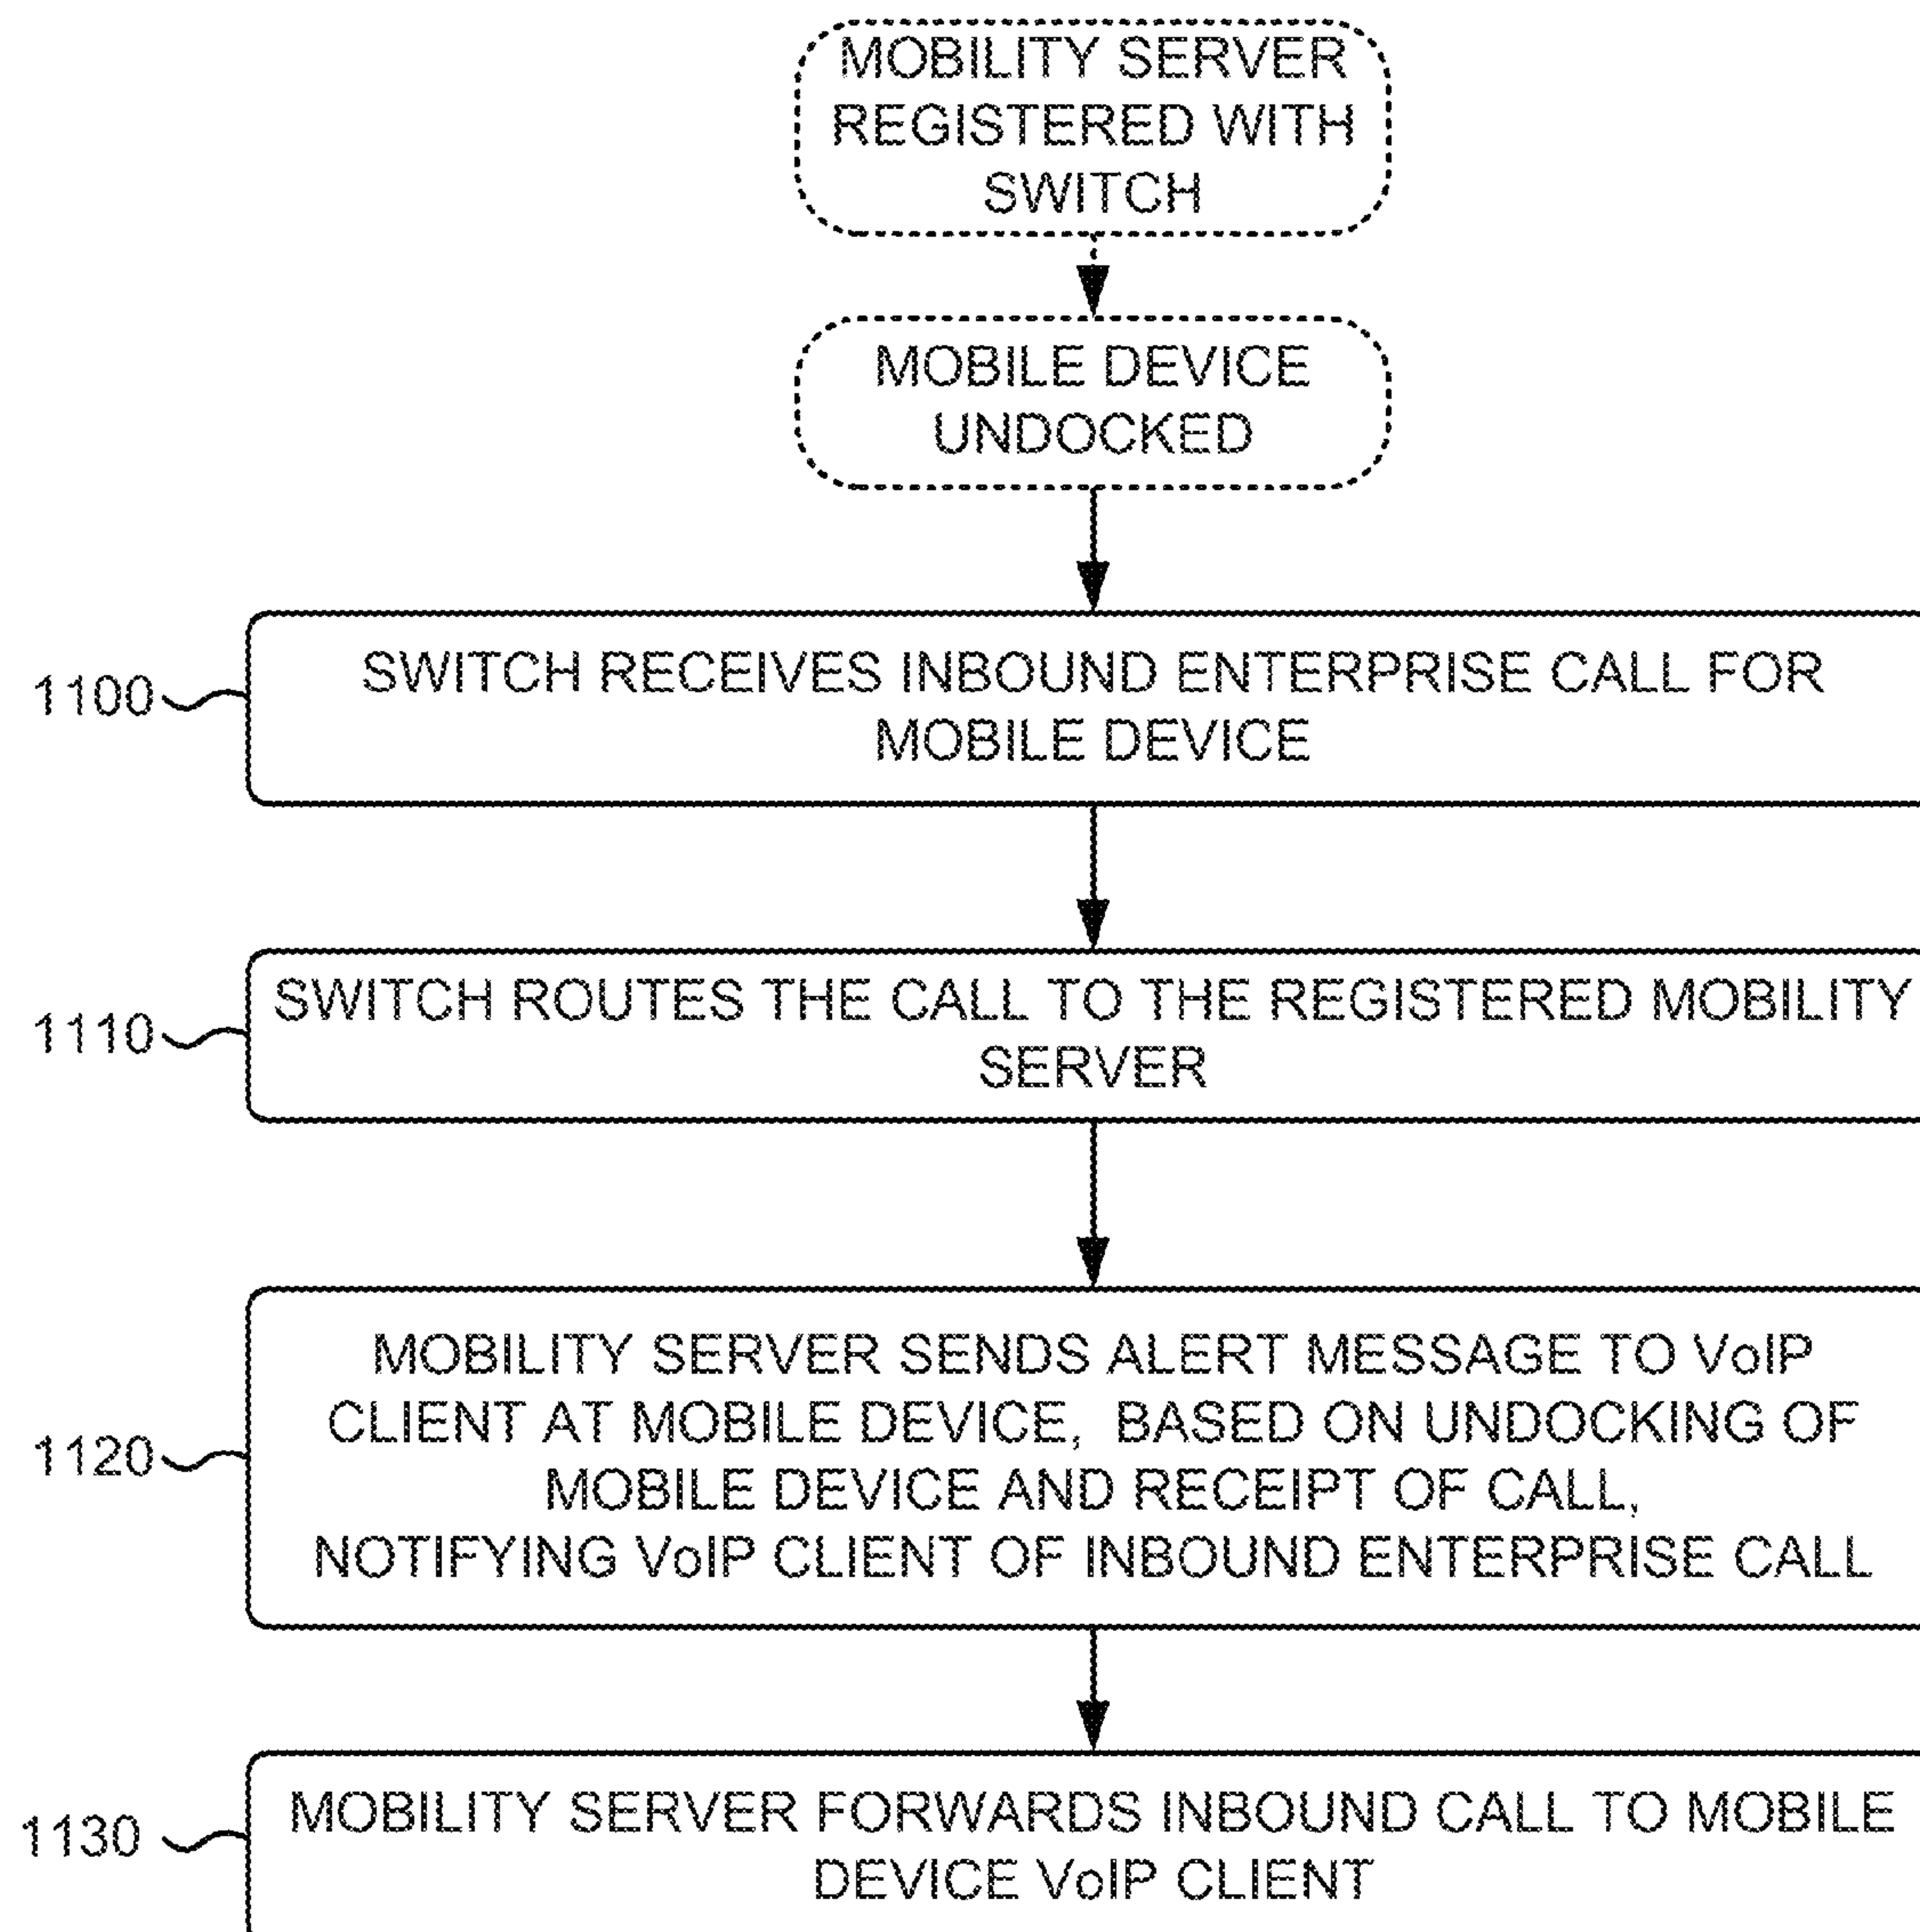 MOBILITY SERVER
REGISTERED WITH
SWITCH
MOBILE DEVICE
UNDOCKED
1100
SWITCH RECEIVES INBOUND ENTERPRISE CALL FOR
MOBILE DEVICE
1110
SWITCH ROUTES THE CALL TO THE REGISTERED MOBILITY
SERVER
1120
MOBILITY SERVER SENDS ALERT MESSAGE TO VoIP
CLIENT AT MOBILE DEVICE, BASED ON UNDOCKING OF
MOBILE DEVICE AND RECEIPT OF CALL,
NOTIFYING VoIP CLIENT OF INBOUND ENTERPRISE CALL
1130
MOBILITY SERVER FORWARDS INBOUND CALL TO MOBILE
DEVICE VoIP CLIENT